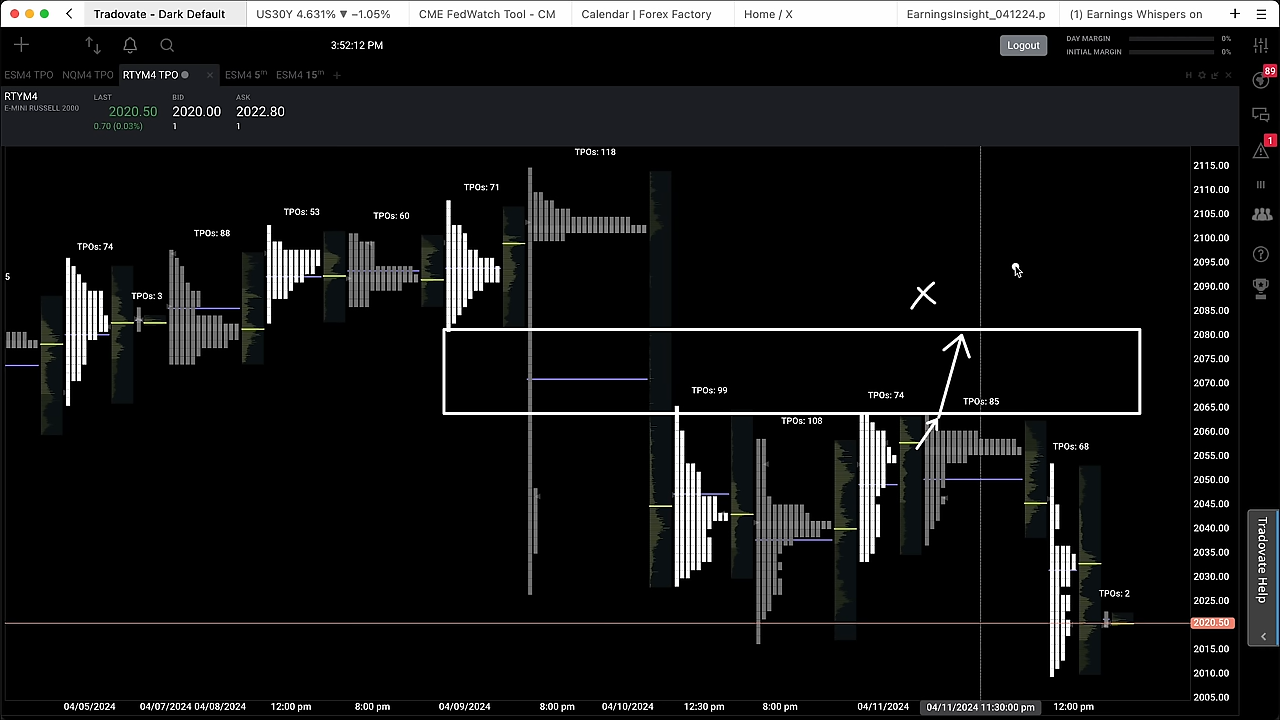 Tradovate - Dark Default
US30Y 4.631% ▼ −1.05%
CME FedWatch Tool - CM
Calendar | Forex Factory
Home / X
EarningsInsight_041224.p
(1) Earnings Whispers on
3:52:12 PM
Logout
DAY MARGIN 0%
INITIAL MARGIN 0%
ESM4 TPO
NQM4 TPO
RTYM4 TPO
ESM4 5th
ESM4 15th
H
89
1
RTYM4
E-MINI RUSSELL 2000
LAST
2020.50
0.70 (0.03%)
BID
2020.00
1
ASK
2022.80
1
5
TPOs: 74
TPOs: 3
TPOs: 88
TPOs: 53
TPOs: 60
TPOs: 71
TPOs: 118
TPOs: 99
TPOs: 108
TPOs: 74
TPOs: 85
TPOs: 68
TPOs: 2
X
2115.00
2110.00
2105.00
2100.00
2095.00
2090.00
2085.00
2080.00
2075.00
2070.00
2065.00
2060.00
2055.00
2050.00
2045.00
2040.00
2035.00
2030.00
2025.00
2020.50
2015.00
2010.00
2005.00
Tradovate Help
04/05/2024
04/07/2024
04/08/2024
12:00 pm
8:00 pm
04/09/2024
8:00 pm
04/10/2024
12:30 pm
8:00 pm
04/11/2024
04/11/2024 11:30:00 pm
12:00 pm